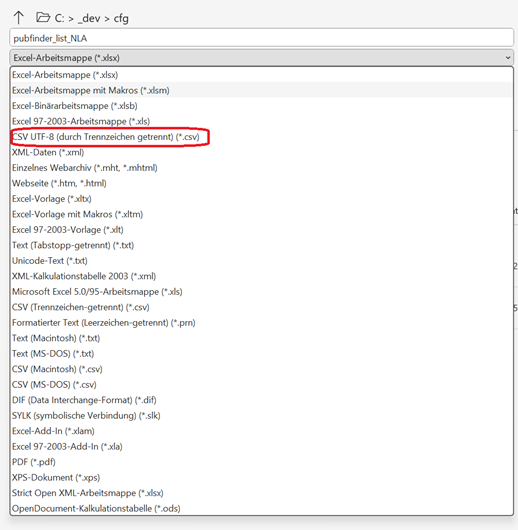 C: > _dev > cfg
pubfinder_list_NLA
Excel-Arbeitsmappe (*.xlsx)
Excel-Arbeitsmappe (*.xlsx)
Excel-Arbeitsmappe mit Makros (*.xlsm)
Excel-Binärarbeitsmappe (*.xlsb)
Excel 97-2003-Arbeitsmappe (*.xls)
CSV UTF-8 (durch Trennzeichen getrennt) (*.csv)
XML-Daten (*.xml)
Einzelnes Webarchiv (*.mht, *.mhtml)
Webseite (*.htm, *.html)
Excel-Vorlage (*.xltx)
Excel-Vorlage mit Makros (*.xltm)
Excel 97-2003-Vorlage (*.xlt)
Text (Tabstopp-getrennt) (*.txt)
Unicode-Text (*.txt)
XML-Kalkulationstabelle 2003 (*.xml)
Microsoft Excel 5.0/95-Arbeitsmappe (*.xls)
CSV (Trennzeichen-getrennt) (*.csv)
Formatierter Text (Leerzeichen-getrennt) (*.prn)
Text (Macintosh) (*.txt)
Text (MS-DOS) (*.txt)
CSV (Macintosh) (*.csv)
CSV (MS-DOS) (*.csv)
DIF (Data Interchange-Format) (*.dif)
SYLK (symbolische Verbindung) (*.slk)
Excel-Add-In (*.xlam)
Excel 97-2003-Add-In (*.xla)
PDF (*.pdf)
XPS-Dokument (*.xps)
Strict Open XML-Arbeitsmappe (*.xlsx)
OpenDocument-Kalkulationstabelle (*.ods)